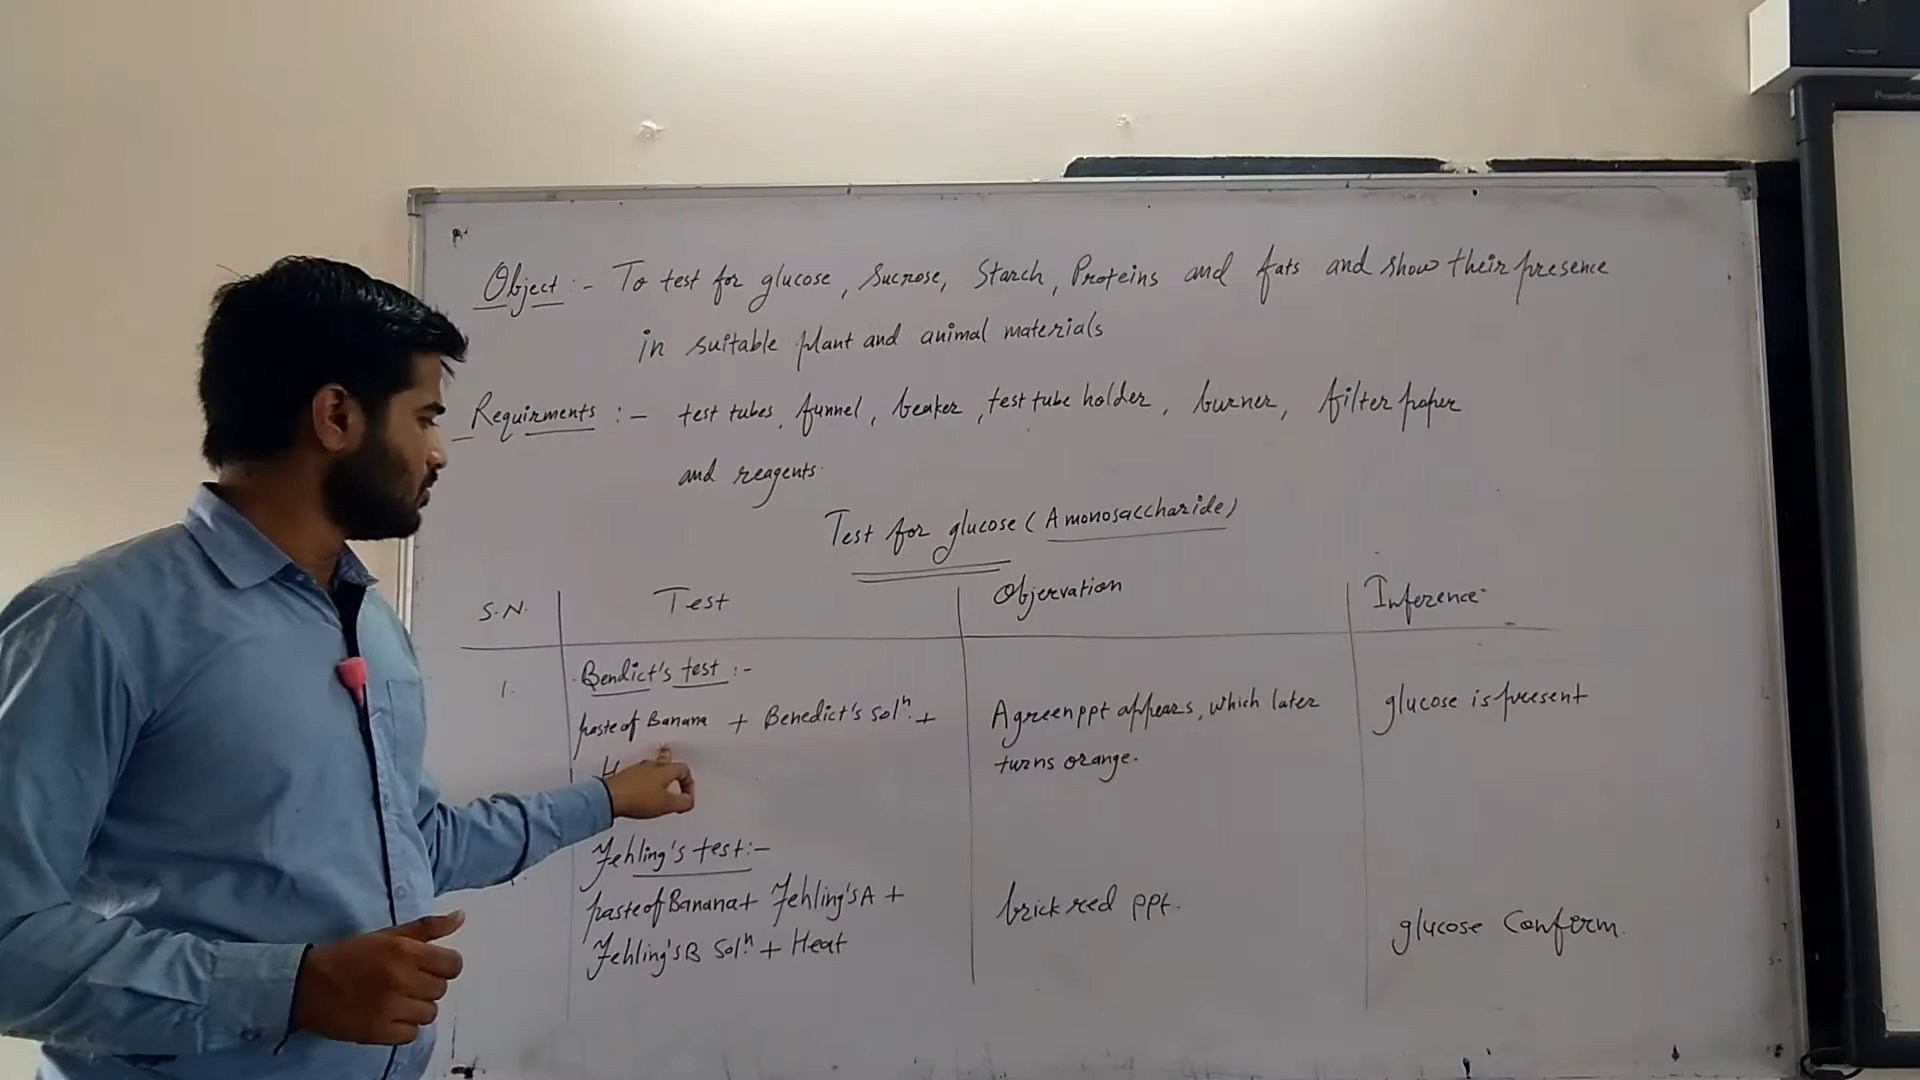 Object :- To test for glucose, Sucrose, Starch, Proteins and fats and show their presence
in suitable plant and animal materials
Requirments :- test tubes, funnel, beaker, test tube holder, burner, filter paper
and reagents.
Test for glucose (A monosaccharide)
S.N. Test Observation Inference
1. Bendict's test :-
paste of Banana + Benedict's Solⁿ. + A green ppt appears, which later glucose is present
turns orange.
Fehling's test:-
paste of Banana + Fehling's A + brick red ppt.
Fehling's B Solⁿ + Heat glucose Conform.